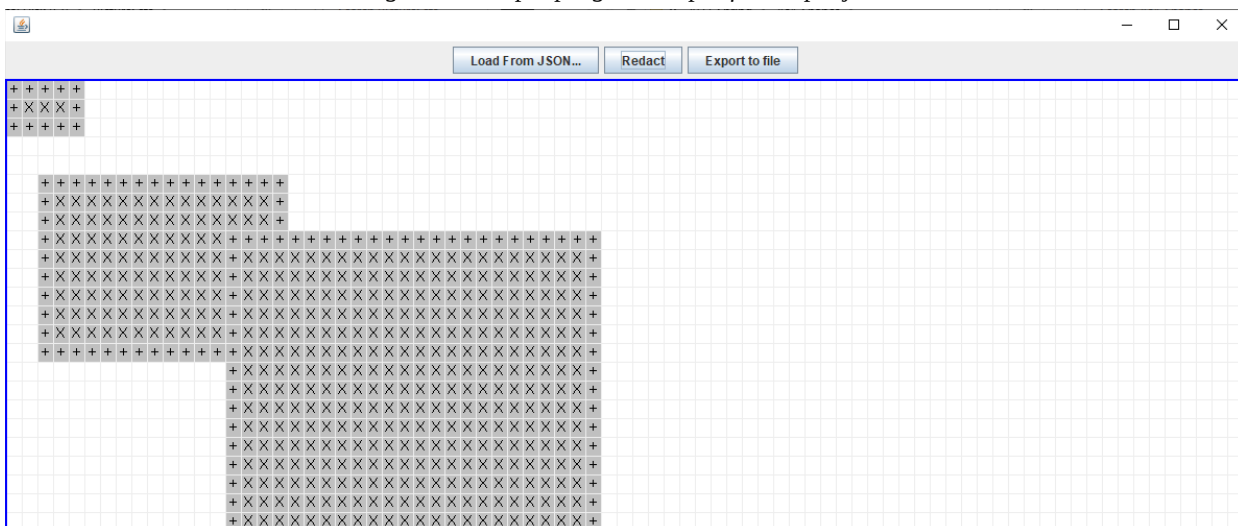 Load From JSON... Redact Export to file
+ + + + +
+ X X X +
+ + + + +
+ + + + + + + + + + + + + + + +
+ X X X X X X X X X X X X X X +
+ X X X X X X X X X X X X X X +
+ X X X X X X X X X X X + + + + + + + + + + + + + + + + + + + + + + + +
+ X X X X X X X X X X X + X X X X X X X X X X X X X X X X X X X X X X +
+ X X X X X X X X X X X + X X X X X X X X X X X X X X X X X X X X X X +
+ X X X X X X X X X X X + X X X X X X X X X X X X X X X X X X X X X X +
+ X X X X X X X X X X X + X X X X X X X X X X X X X X X X X X X X X X +
+ X X X X X X X X X X X + X X X X X X X X X X X X X X X X X X X X X X +
+ + + + + + + + + + + + + X X X X X X X X X X X X X X X X X X X X X X +
+ X X X X X X X X X X X X X X X X X X X X X X +
+ X X X X X X X X X X X X X X X X X X X X X X +
+ X X X X X X X X X X X X X X X X X X X X X X +
+ X X X X X X X X X X X X X X X X X X X X X X +
+ X X X X X X X X X X X X X X X X X X X X X X +
+ X X X X X X X X X X X X X X X X X X X X X X +
+ X X X X X X X X X X X X X X X X X X X X X X +
+ X X X X X X X X X X X X X X X X X X X X X X +
+ X X X X X X X X X X X X X X X X X X X X X X +